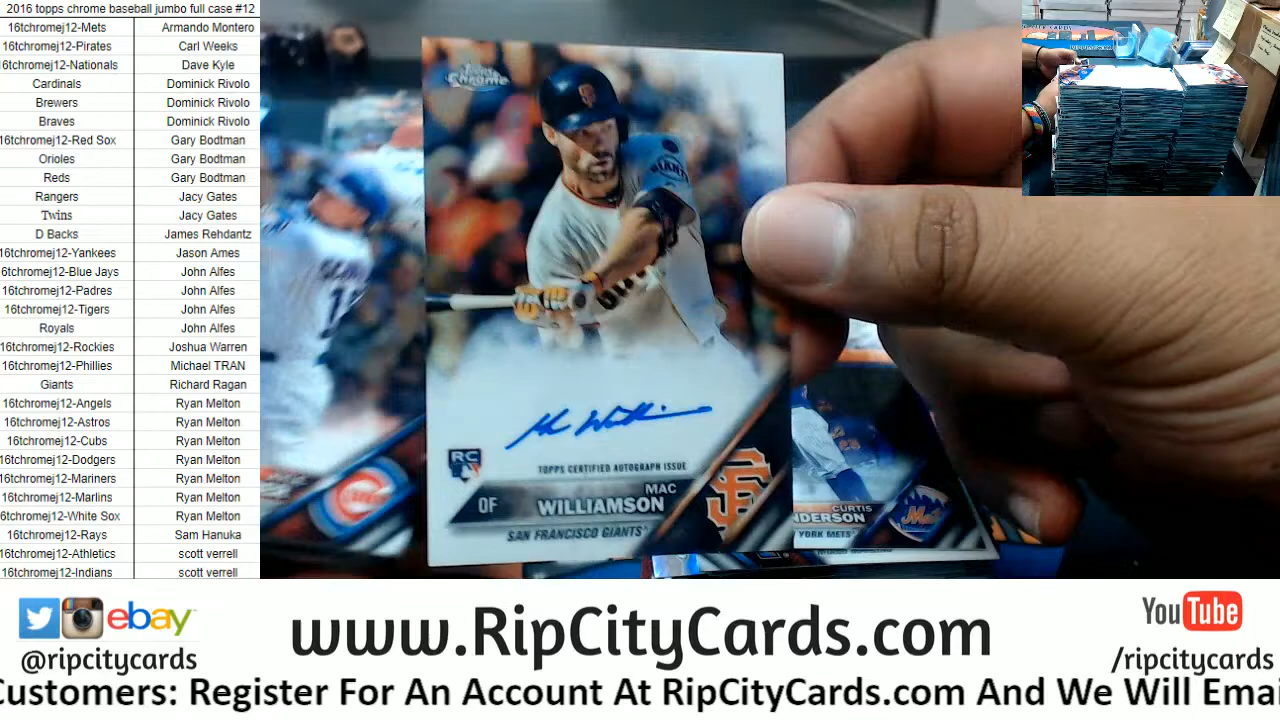 2016 topps chrome baseball jumbo full case #12
16tchromej12-Mets Armando Montero
16tchromej12-Pirates Carl Weeks
16tchromej12-Nationals Dave Kyle
Cardinals Dominick Rivolo
Brewers Dominick Rivolo
Braves Dominick Rivolo
16tchromej12-Red Sox Gary Bodtman
Orioles Gary Bodtman
Reds Gary Bodtman
Rangers Jacy Gates
Twins Jacy Gates
D Backs James Rehdantz
16tchromej12-Yankees Jason Ames
6tchromej12-Blue Jays John Alfes
16tchromej12-Padres John Alfes
16tchromej12-Tigers John Alfes
Royals John Alfes
16tchromej12-Rockies Joshua Warren
16tchromej12-Phillies Michael TRAN
Giants Richard Ragan
16tchromej12-Angels Ryan Melton
16tchromej12-Astros Ryan Melton
16tchromej12-Cubs Ryan Melton
16tchromej12-Dodgers Ryan Melton
16tchromej12-Mariners Ryan Melton
16tchromej12-Marlins Ryan Melton
16tchromej12-White Sox Ryan Melton
16tchromej12-Rays Sam Hanuka
16tchromej12-Athletics scott verrell
16tchromej12-Indians scott verrell
Topps Chrome
GIANTS
RC
TOPPS CERTIFIED AUTOGRAPH ISSUE
MAC
OF WILLIAMSON
SAN FRANCISCO GIANTS
SF
CURTIS
NDERSON
YORK METS
Mets
ebay
@ripcitycards
www.RipCityCards.com
YouTube
/ripcitycards
Customers: Register For An Account At RipCityCards.com And We Will Emai